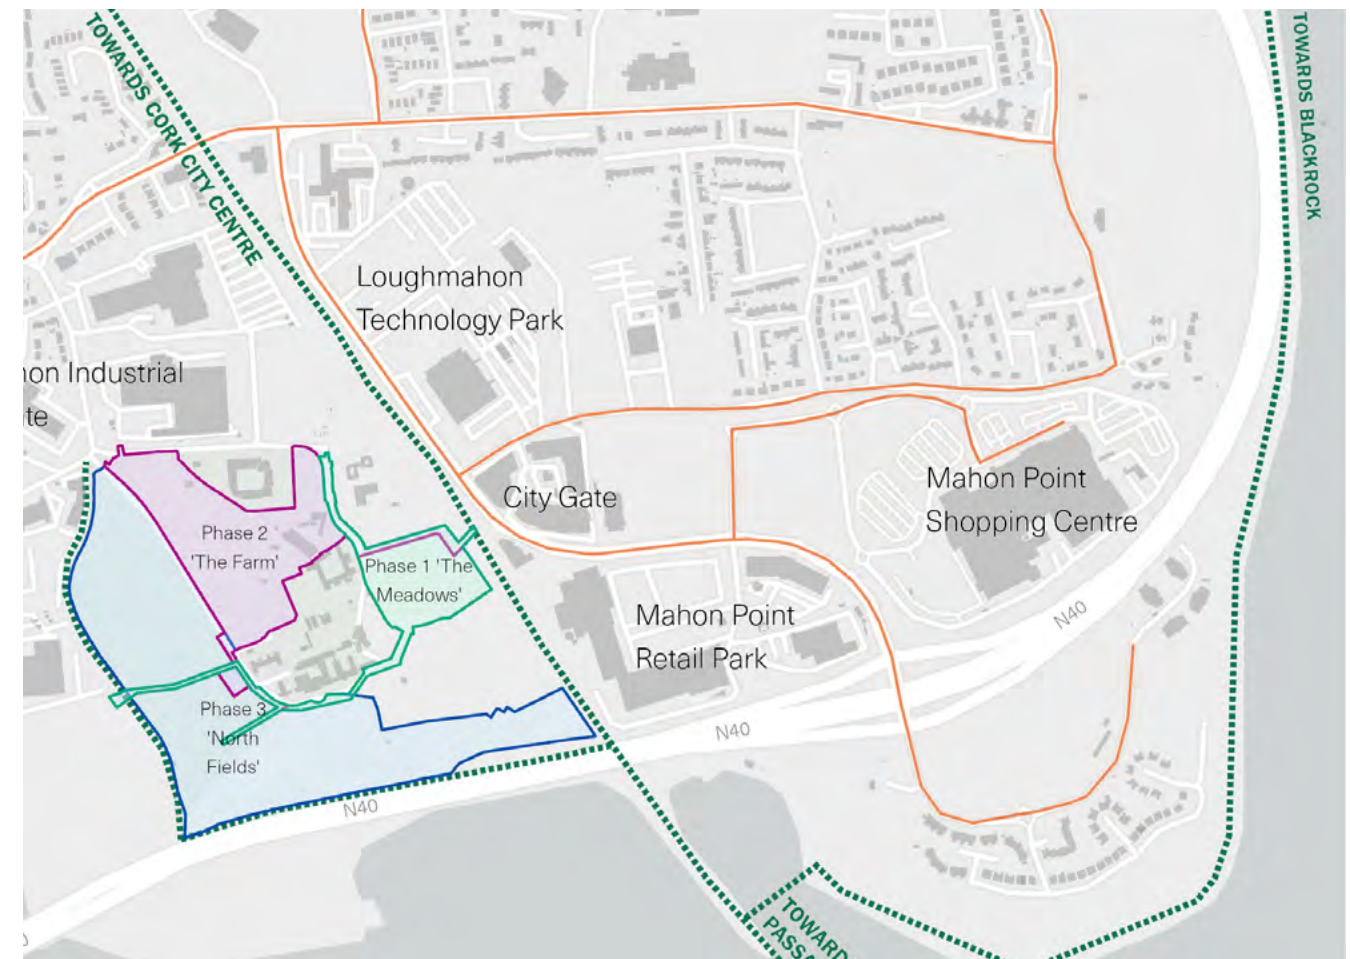 TOWARDS CORK CITY CENTRE
TOWARDS BLACKROCK
Loughmahon
Technology Park
on Industrial
te
City Gate
Mahon Point
Shopping Centre
Phase 2
'The Farm'
Phase 1 'The
Meadows'
Mahon Point
Retail Park
N40
Phase 3
'North
Fields'
N40
N40
TOWARD
PASSA